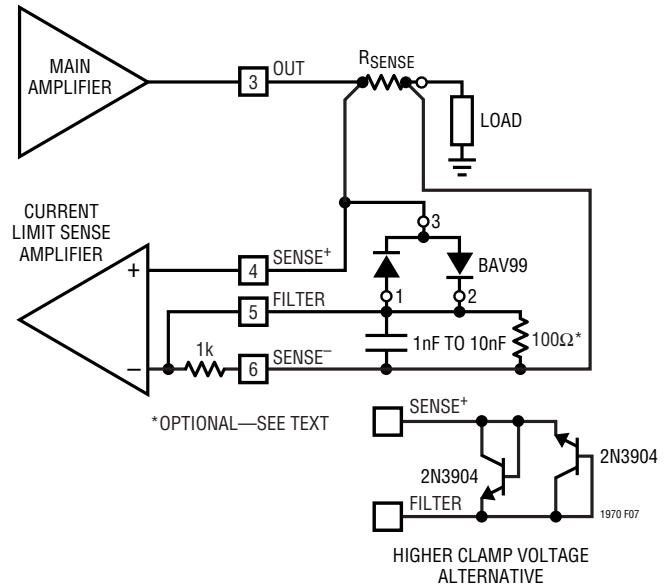 MAIN
AMPLIFIER
3
OUT
RSENSE
LOAD
CURRENT
LIMIT SENSE
AMPLIFIER
+
4
SENSE+
3
BAV99
1
2
5
FILTER
1nF TO 10nF
100Ω*
–
1k
6
SENSE–
*OPTIONAL—SEE TEXT
SENSE+
2N3904
2N3904
FILTER
1970 F07
HIGHER CLAMP VOLTAGE
ALTERNATIVE